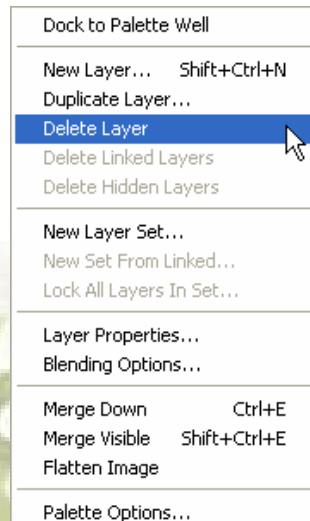 Dock to Palette Well
New Layer... Shift+Ctrl+N
Duplicate Layer...
Delete Layer
Delete Linked Layers
Delete Hidden Layers
New Layer Set...
New Set From Linked...
Lock All Layers In Set...
Layer Properties...
Blending Options...
Merge Down Ctrl+E
Merge Visible Shift+Ctrl+E
Flatten Image
Palette Options...